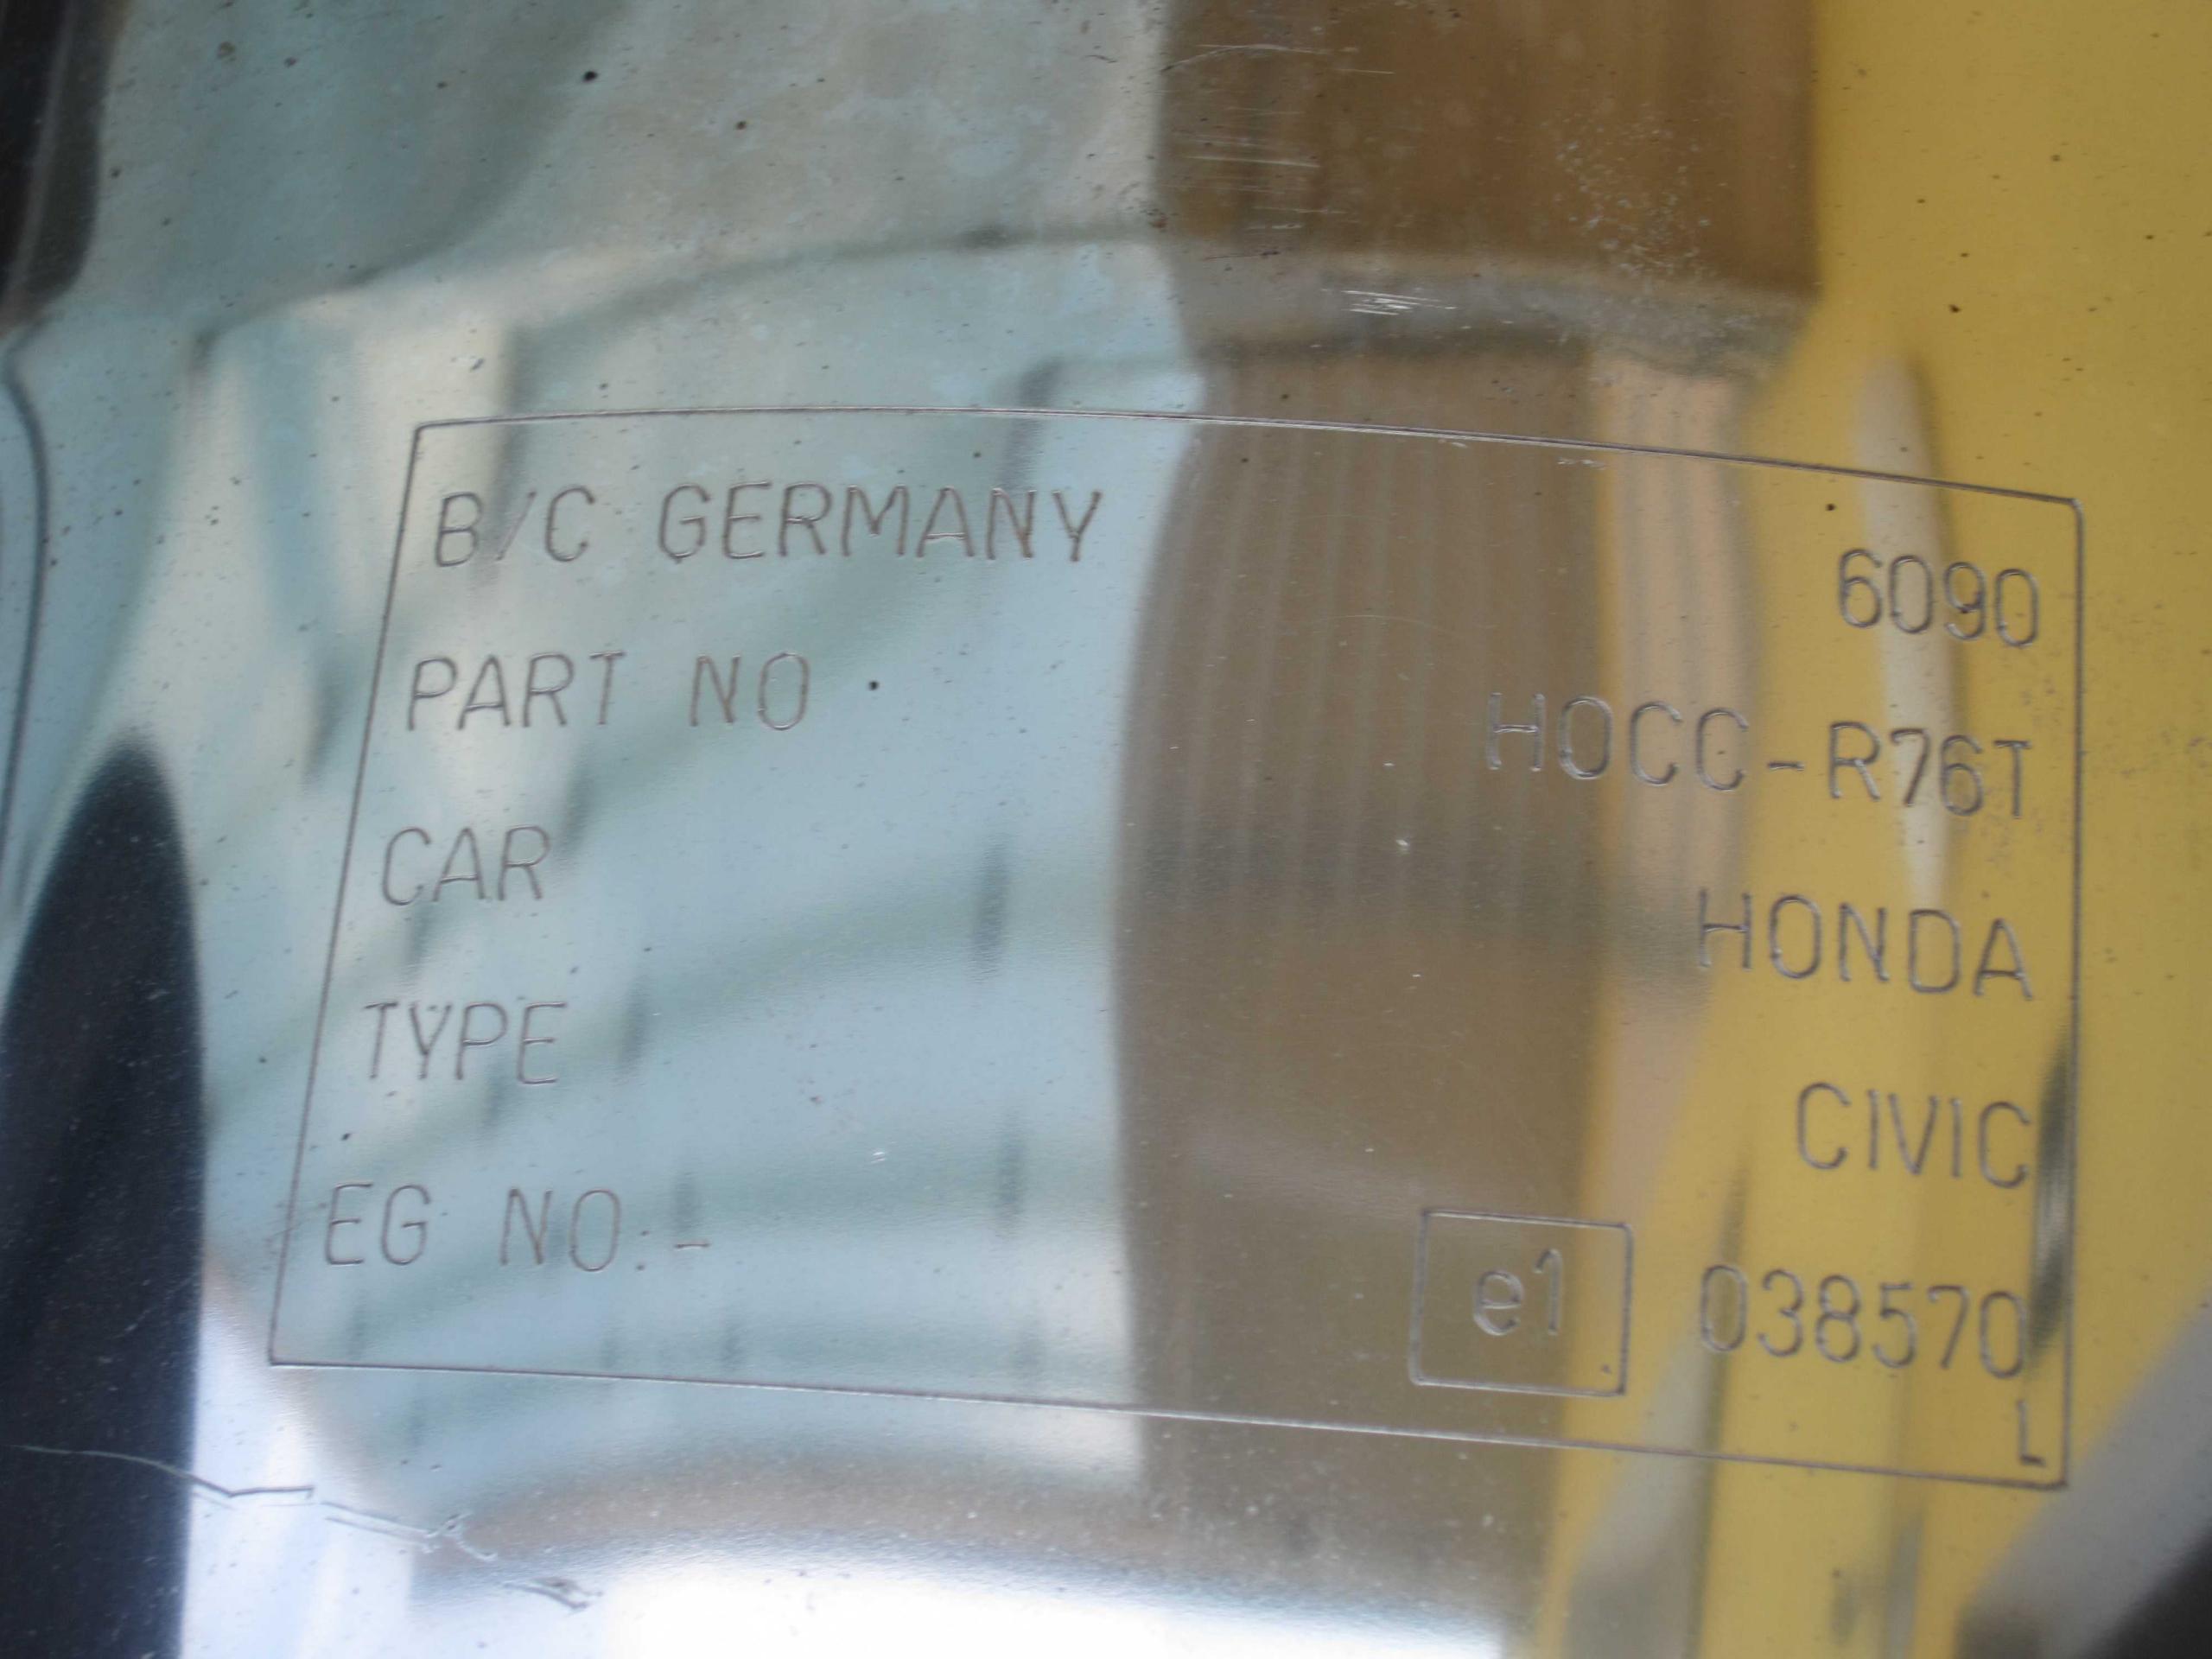 B/C GERMANY 6090
PART NO HOCC-R76T
CAR HONDA
TYPE CIVIC
EG NO:- e1 038570
L